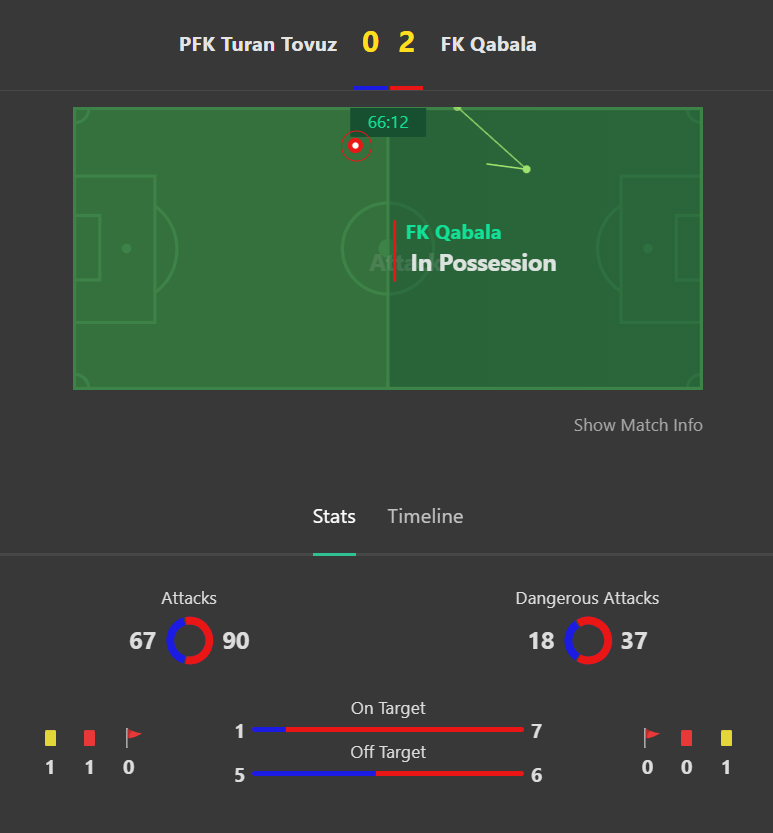 PFK Turan Tovuz 0 2 FK Qabala
66:12
FK Qabala
In Possession
Show Match Info
Stats Timeline
Attacks Dangerous Attacks
67 90 18 37
On Target
1 7
Off Target
5 6
1 1 0 0 0 1